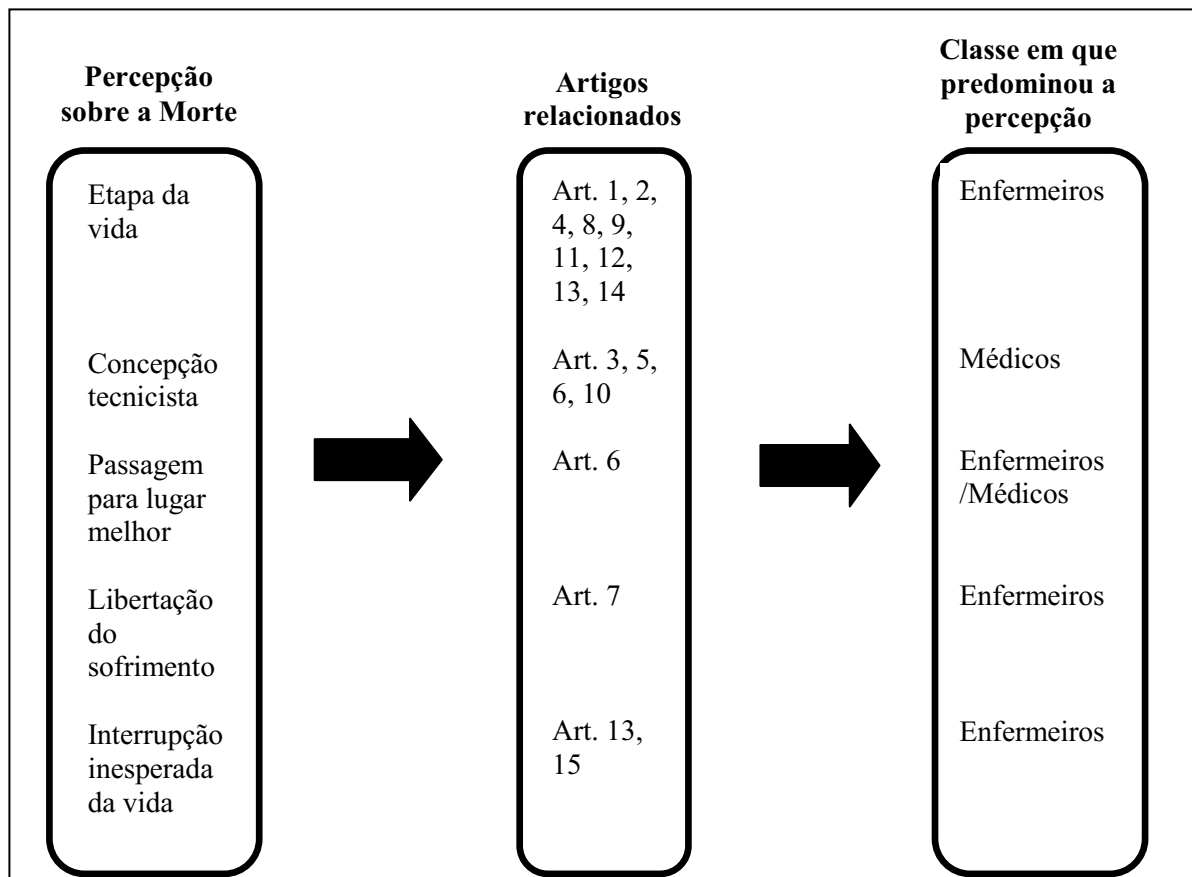 Percepção
sobre a Morte
Artigos
relacionados
Classe em que
predominou a
percepção
Etapa da
vida
Art. 1, 2,
4, 8, 9,
11, 12,
13, 14
Enfermeiros
Concepção
tecnicista
Art. 3, 5,
6, 10
Médicos
Passagem
para lugar
melhor
Art. 6
Enfermeiros
/Médicos
Libertação
do
sofrimento
Art. 7
Enfermeiros
Interrupção
inesperada
da vida
Art. 13,
15
Enfermeiros